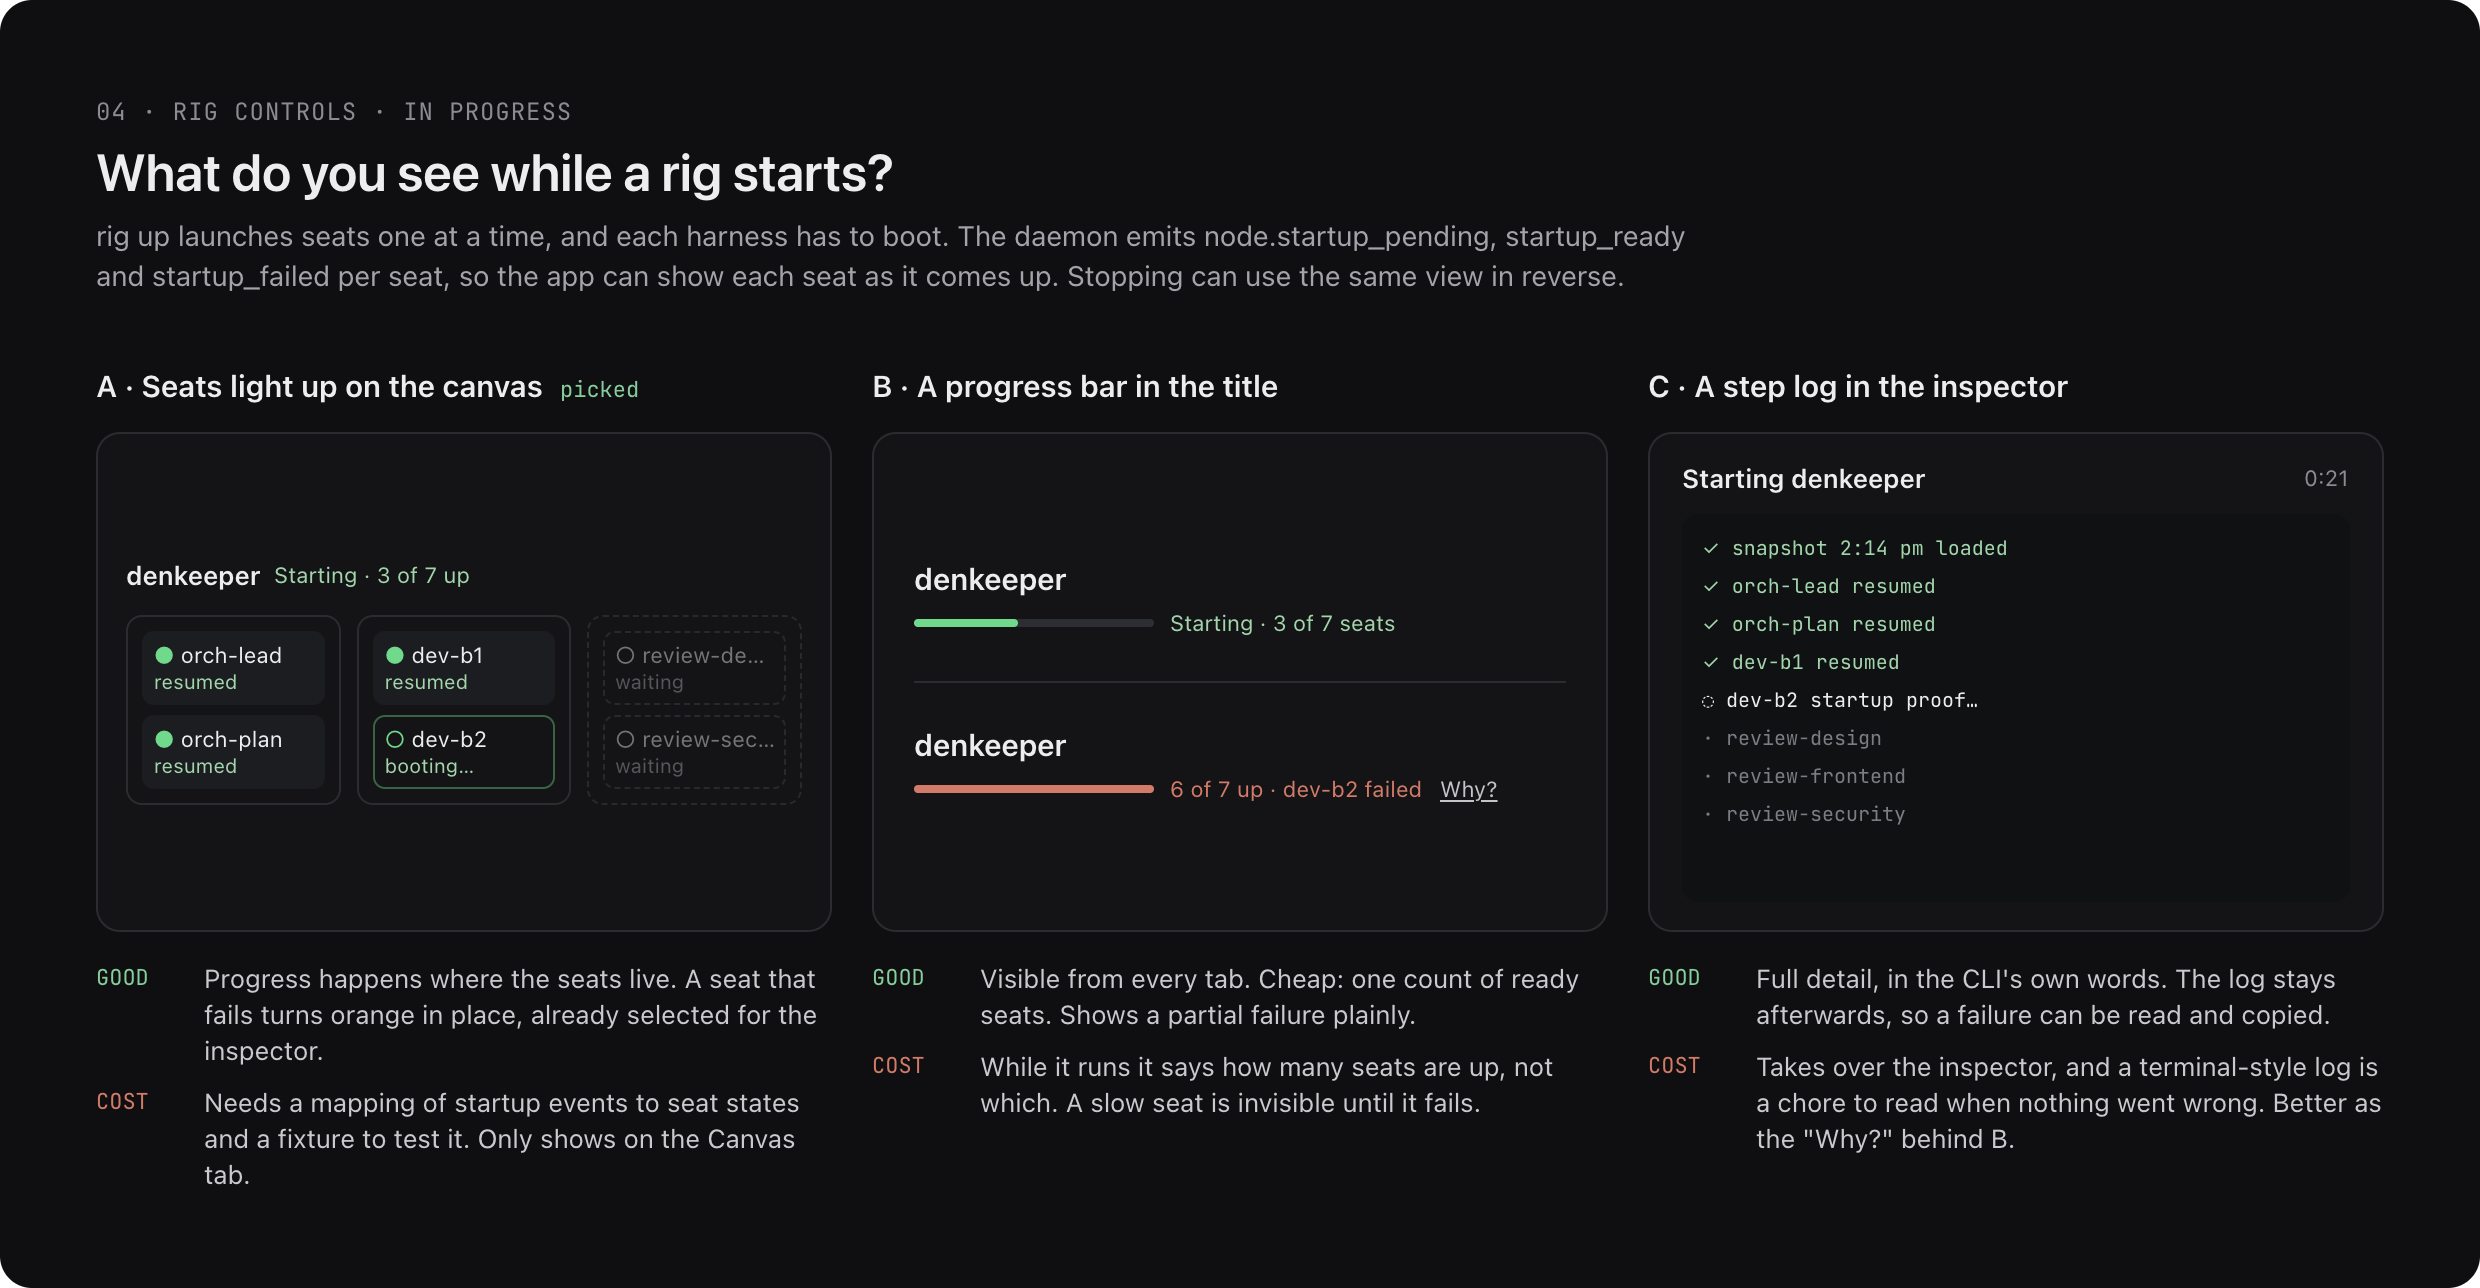 04 · RIG CONTROLS · IN PROGRESS
What do you see while a rig starts?
rig up launches seats one at a time, and each harness has to boot. The daemon emits node.startup_pending, startup_ready
and startup_failed per seat, so the app can show each seat as it comes up. Stopping can use the same view in reverse.
A · Seats light up on the canvas picked
denkeeper Starting · 3 of 7 up
orch-lead
resumed
orch-plan
resumed
dev-b1
resumed
dev-b2
booting…
review-de…
waiting
review-sec…
waiting
GOOD Progress happens where the seats live. A seat that
fails turns orange in place, already selected for the
inspector.
COST Needs a mapping of startup events to seat states
and a fixture to test it. Only shows on the Canvas
tab.
B · A progress bar in the title
denkeeper
Starting · 3 of 7 seats
denkeeper
6 of 7 up · dev-b2 failed Why?
GOOD Visible from every tab. Cheap: one count of ready
seats. Shows a partial failure plainly.
COST While it runs it says how many seats are up, not
which. A slow seat is invisible until it fails.
C · A step log in the inspector
Starting denkeeper 0:21
✓ snapshot 2:14 pm loaded
✓ orch-lead resumed
✓ orch-plan resumed
✓ dev-b1 resumed
◌ dev-b2 startup proof…
· review-design
· review-frontend
· review-security
GOOD Full detail, in the CLI's own words. The log stays
afterwards, so a failure can be read and copied.
COST Takes over the inspector, and a terminal-style log is
a chore to read when nothing went wrong. Better as
the "Why?" behind B.